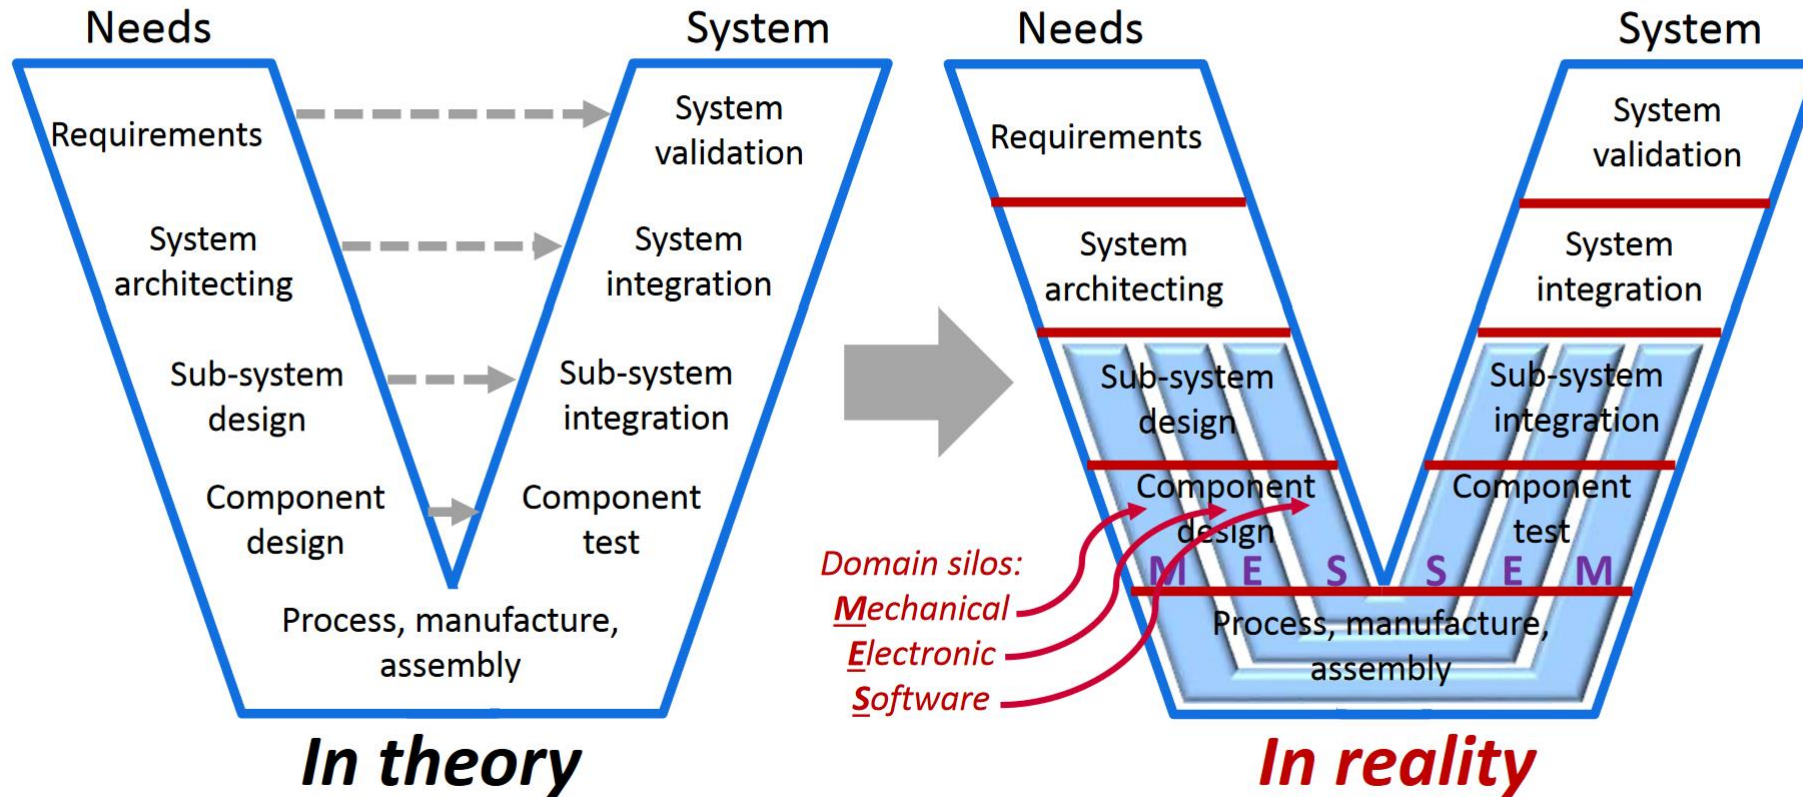 Needs
System
Requirements
System
validation
System
architecting
System
integration
Sub-system
design
Sub-system
integration
Component
design
Component
test
Process, manufacture,
assembly
In theory
Needs
System
Requirements
System
validation
System
architecting
System
integration
Sub-system
design
Sub-system
integration
Component
design
Component
test
M E S S E M
Process, manufacture,
assembly
Domain silos:
Mechanical
Electronic
Software
In reality